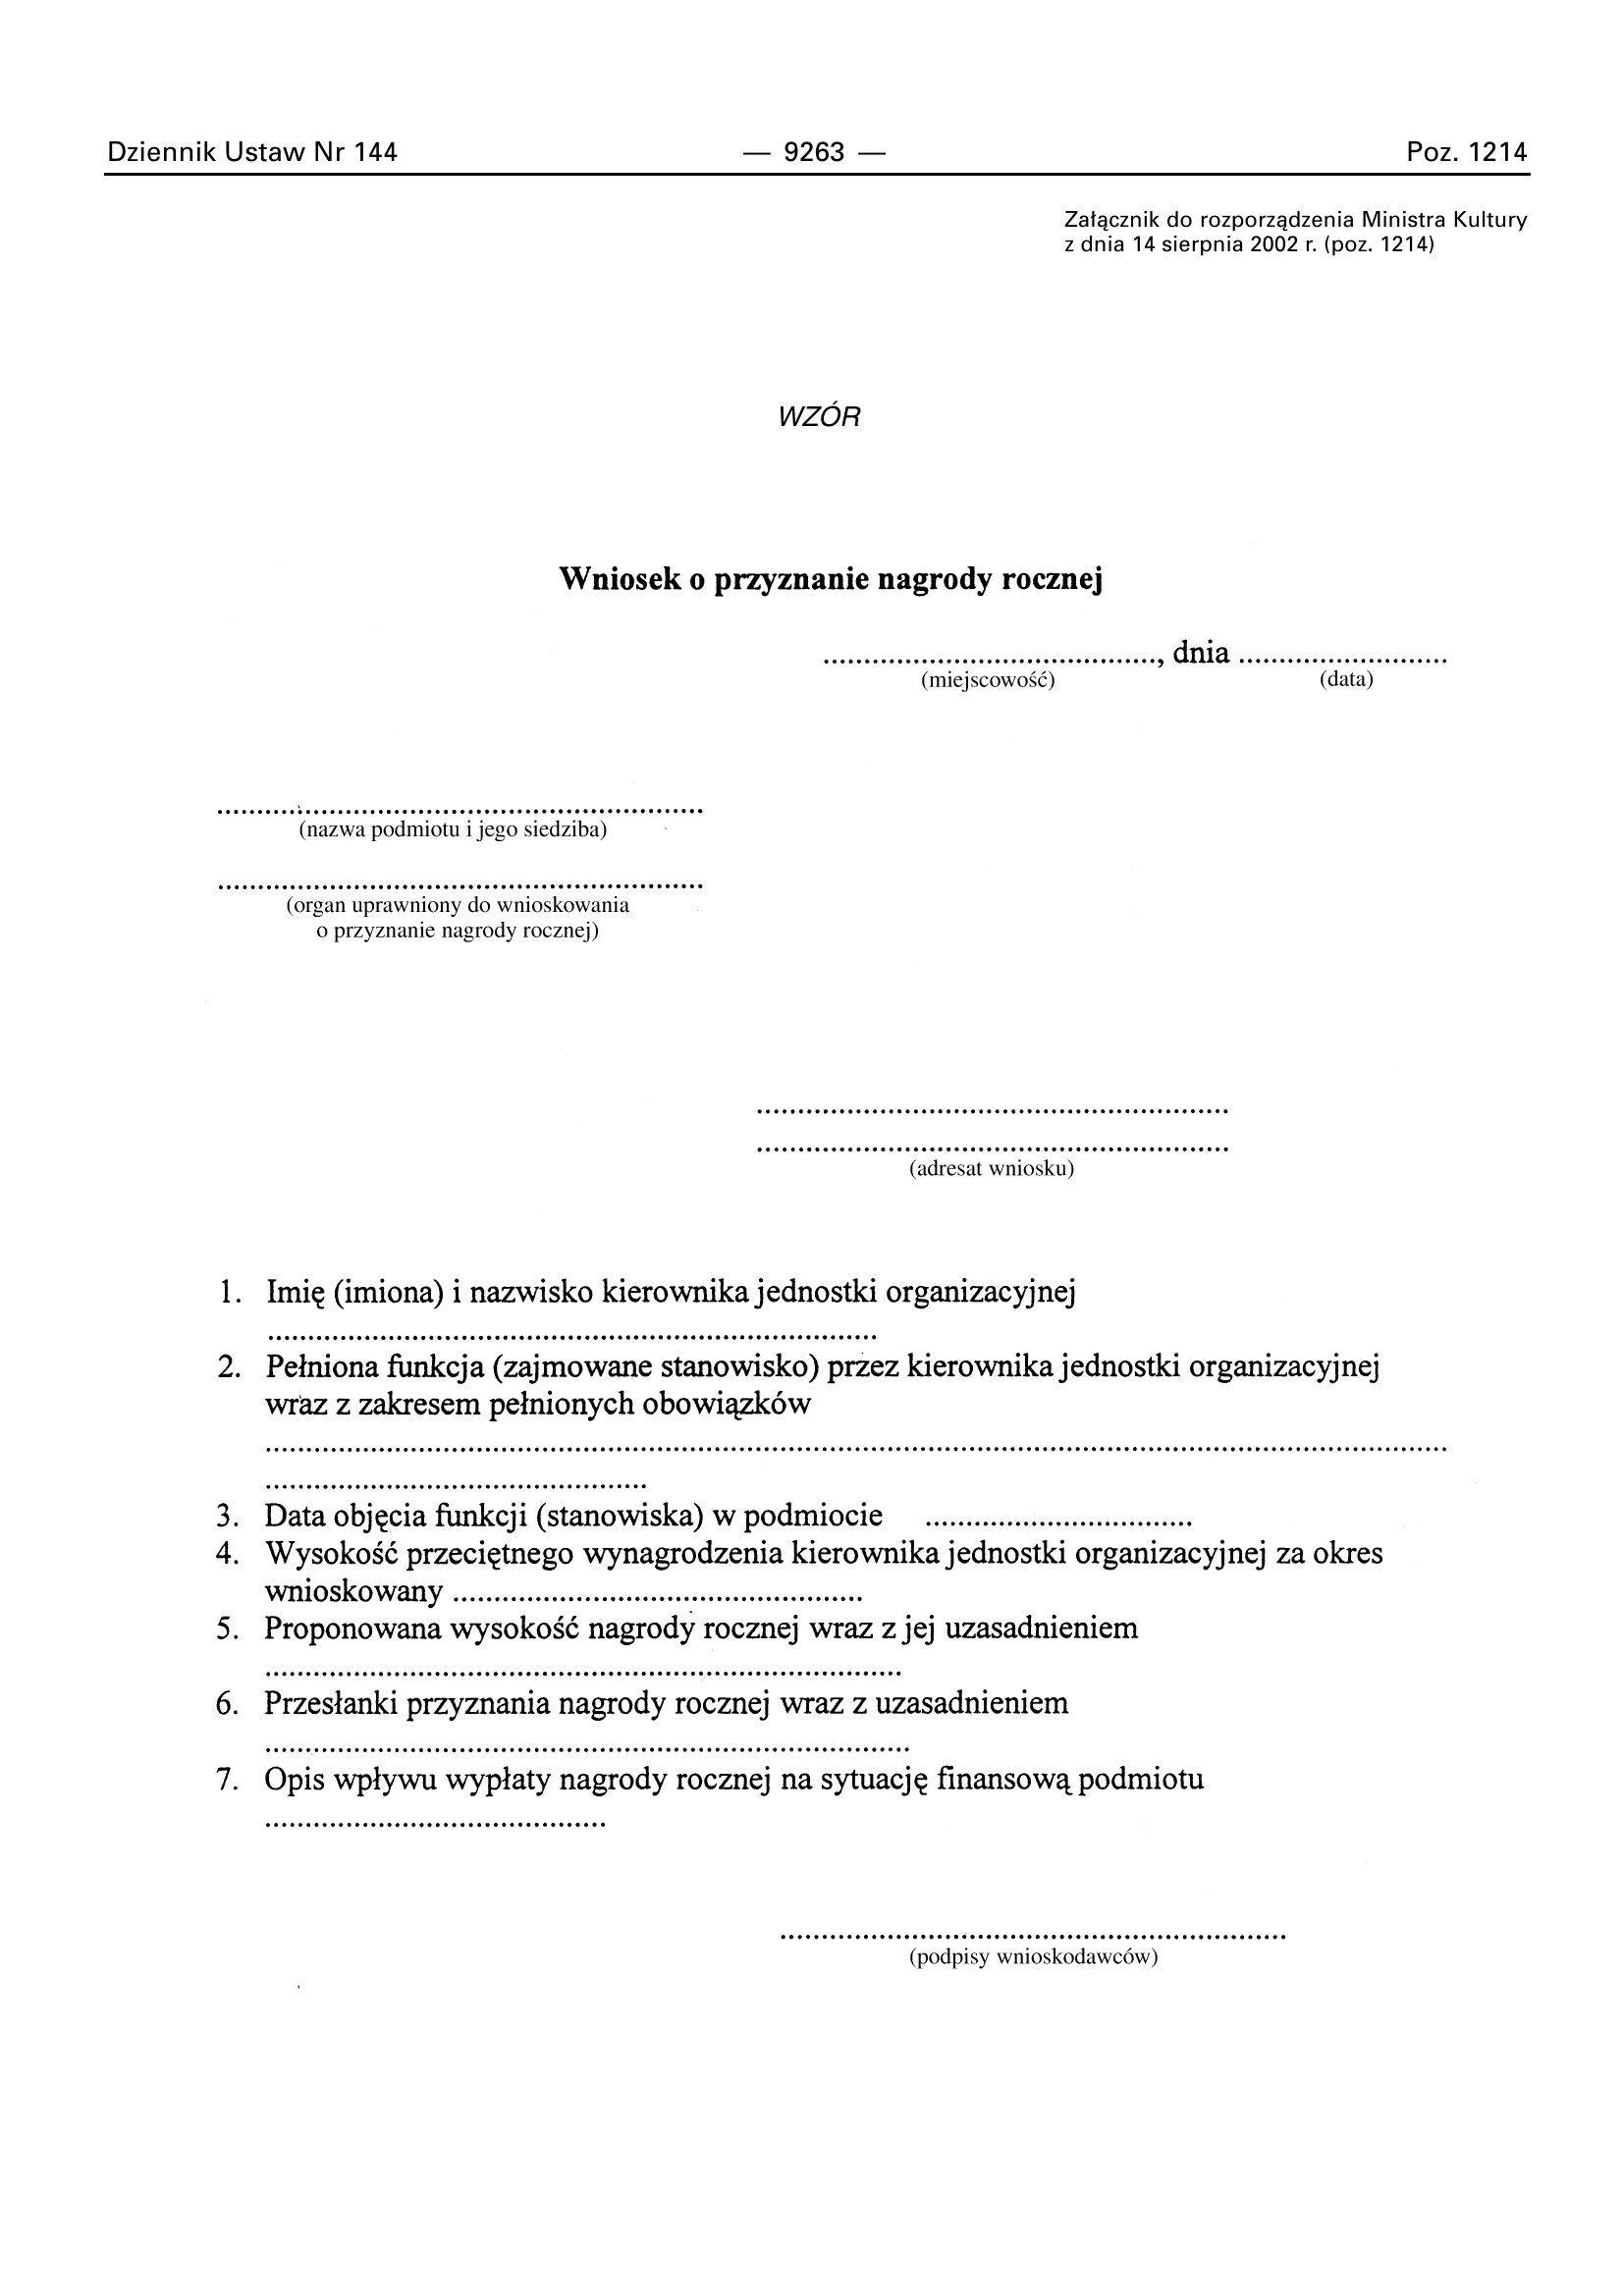 Dziennik Ustaw Nr 144 — 9263 — Poz. 1214
Załącznik do rozporządzenia Ministra Kultury
z dnia 14 sierpnia 2002 r. (poz. 1214)
WZÓR
Wniosek o przyznanie nagrody rocznej
........................................, dnia .........................
(miejscowość) (data)
...........................................................
(nazwa podmiotu i jego siedziba)
...........................................................
(organ uprawniony do wnioskowania
o przyznanie nagrody rocznej)
.........................................................
.........................................................
(adresat wniosku)
1. Imię (imiona) i nazwisko kierownika jednostki organizacyjnej
..........................................................................
2. Pełniona funkcja (zajmowane stanowisko) przez kierownika jednostki organizacyjnej
wraz z zakresem pełnionych obowiązków
................................................................................................................................................
..............................................
3. Data objęcia funkcji (stanowiska) w podmiocie ................................
4. Wysokość przeciętnego wynagrodzenia kierownika jednostki organizacyjnej za okres
wnioskowany ..................................................
5. Proponowana wysokość nagrody rocznej wraz z jej uzasadnieniem
.............................................................................
6. Przesłanki przyznania nagrody rocznej wraz z uzasadnieniem
..............................................................................
7. Opis wpływu wypłaty nagrody rocznej na sytuację finansową podmiotu
.........................................
.............................................................
(podpisy wnioskodawców)